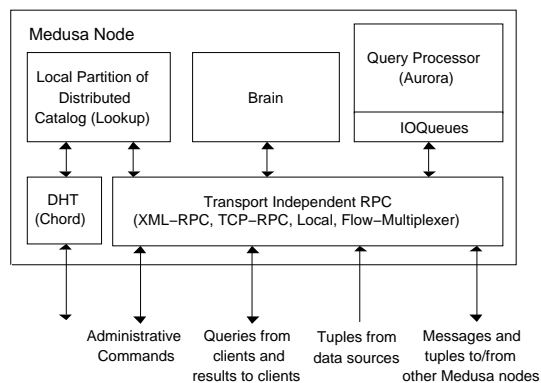 Medusa Node
Local Partition of
Distributed
Catalog (Lookup)
Brain
Query Processor
(Aurora)
IOQueues
DHT
(Chord)
Transport Independent RPC
(XML−RPC, TCP−RPC, Local, Flow−Multiplexer)
Administrative
Commands
Queries from
clients and
results to clients
Tuples from
data sources
Messages and
tuples to/from
other Medusa nodes